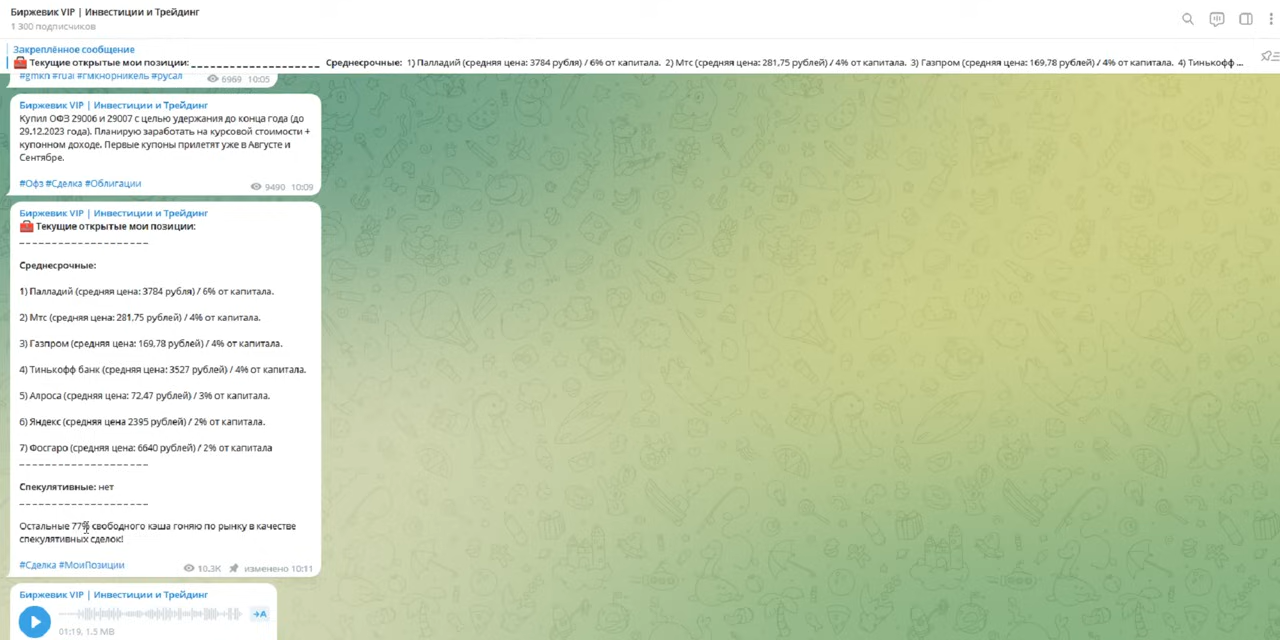 Биржевик VIP | Инвестиции и Трейдинг
1 300 подписчиков
Закреплённое сообщение
Текущие открытые мои позиции: _ _ _ _ _ _ _ _ _ _ _ _ _ _ _ _ _ _ _ _ Среднесрочные: 1) Палладий (средняя цена: 3784 рубля) / 6% от капитала. 2) Мтс (средняя цена: 281,75 рублей) / 4% от капитала. 3) Газпром (средняя цена: 169,78 рублей) / 4% от капитала. 4) Тинькофф ...
#gmkn #rual #гмкнорникель #русал 6969 10:05
Биржевик VIP | Инвестиции и Трейдинг
Купил ОФЗ 29006 и 29007 с целью удержания до конца года (до
29.12.2023 года). Планирую заработать на курсовой стоимости +
купонном доходе. Первые купоны прилетят уже в Августе и
Сентябре.
#Офз #Сделка #Облигации 9490 10:09
Биржевик VIP | Инвестиции и Трейдинг
Текущие открытые мои позиции:
_ _ _ _ _ _ _ _ _ _ _ _ _ _ _ _ _ _ _ _
Среднесрочные:
1) Палладий (средняя цена: 3784 рубля) / 6% от капитала.
2) Мтс (средняя цена: 281,75 рублей) / 4% от капитала.
3) Газпром (средняя цена: 169,78 рублей) / 4% от капитала.
4) Тинькофф банк (средняя цена: 3527 рублей) / 4% от капитала.
5) Алроса (средняя цена: 72,47 рублей) / 3% от капитала.
6) Яндекс (средняя цена 2395 рублей) / 2% от капитала.
7) Фосгаро (средняя цена: 6640 рублей) / 2% от капитала
_ _ _ _ _ _ _ _ _ _ _ _ _ _ _ _ _ _ _ _
Спекулятивные: нет
_ _ _ _ _ _ _ _ _ _ _ _ _ _ _ _ _ _ _ _
Остальные 77% свободного кэша гоняю по рынку в качестве
спекулятивных сделок!
#Сделка #МоиПозиции 10.3K изменено 10:11
Биржевик VIP | Инвестиции и Трейдинг
→A
01:19, 1.5 MB